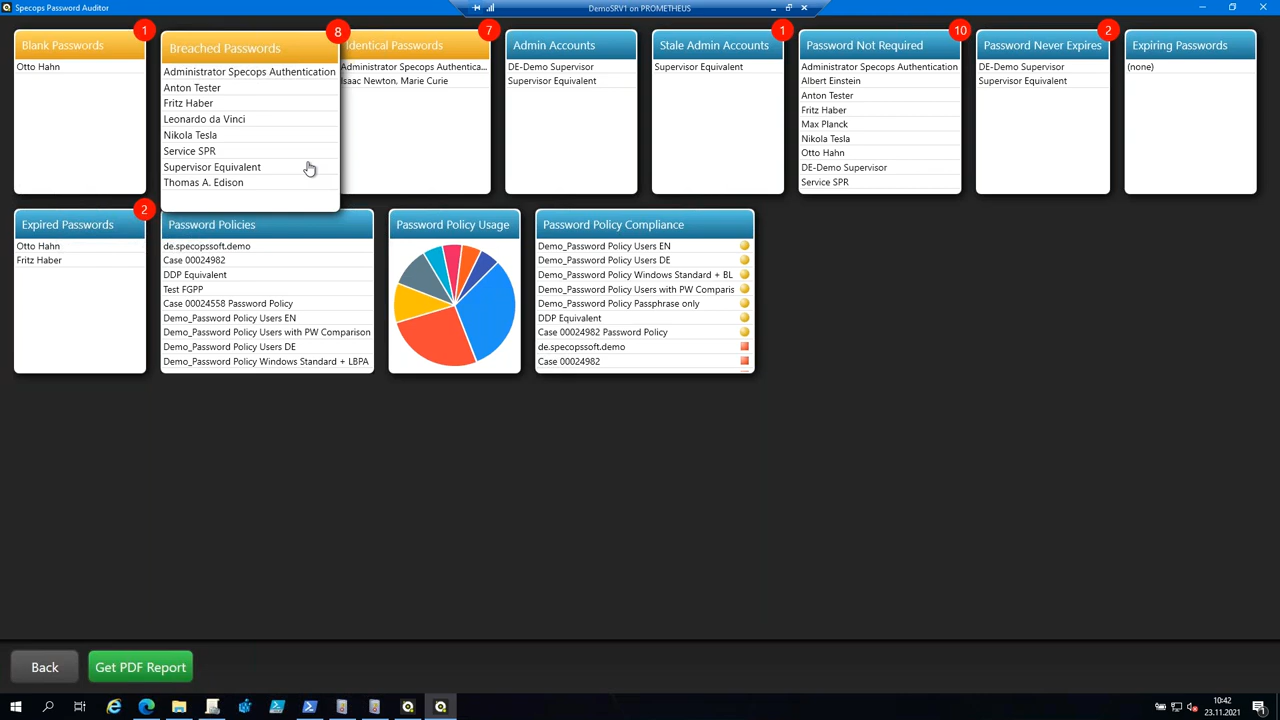 Specops Password Auditor
DemoSRV1 on PROMETHEUS
Blank Passwords
1
Otto Hahn
Breached Passwords
8
Administrator Specops Authentication
Anton Tester
Fritz Haber
Leonardo da Vinci
Nikola Tesla
Service SPR
Supervisor Equivalent
Thomas A. Edison
Identical Passwords
7
Administrator Specops Authentica...
Isaac Newton, Marie Curie
Admin Accounts
DE-Demo Supervisor
Supervisor Equivalent
Stale Admin Accounts
1
Supervisor Equivalent
Password Not Required
10
Administrator Specops Authentication
Albert Einstein
Anton Tester
Fritz Haber
Max Planck
Nikola Tesla
Otto Hahn
DE-Demo Supervisor
Service SPR
Password Never Expires
2
DE-Demo Supervisor
Supervisor Equivalent
Expiring Passwords
(none)
Expired Passwords
2
Otto Hahn
Fritz Haber
Password Policies
de.specopssoft.demo
Case 00024982
DDP Equivalent
Test FGPP
Case 00024558 Password Policy
Demo_Password Policy Users EN
Demo_Password Policy Users with PW Comparison
Demo_Password Policy Users DE
Demo_Password Policy Windows Standard + LBPA
Password Policy Usage
Password Policy Compliance
Demo_Password Policy Users EN
Demo_Password Policy Users DE
Demo_Password Policy Windows Standard + BL
Demo_Password Policy Users with PW Comparis
Demo_Password Policy Passphrase only
DDP Equivalent
Case 00024982 Password Policy
de.specopssoft.demo
Case 00024982
Back
Get PDF Report
10:42
23.11.2021
1